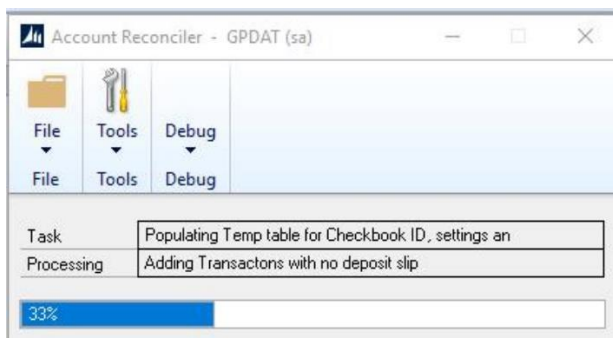 Account Reconciler - GPDAT (sa)
File Tools Debug
File Tools Debug
Task Populating Temp table for Checkbook ID, settings an
Processing Adding Transactons with no deposit slip
33%